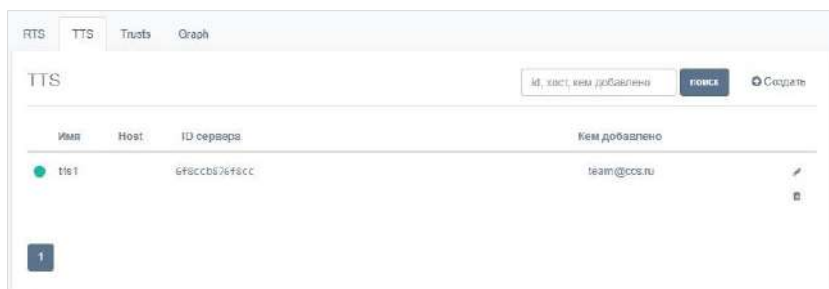 RTS TTS Trusts Graph
TTS id, хост, кем добавлено поиск Создать
Имя Host ID сервера Кем добавлено
tts1 team@ccs.ru
1